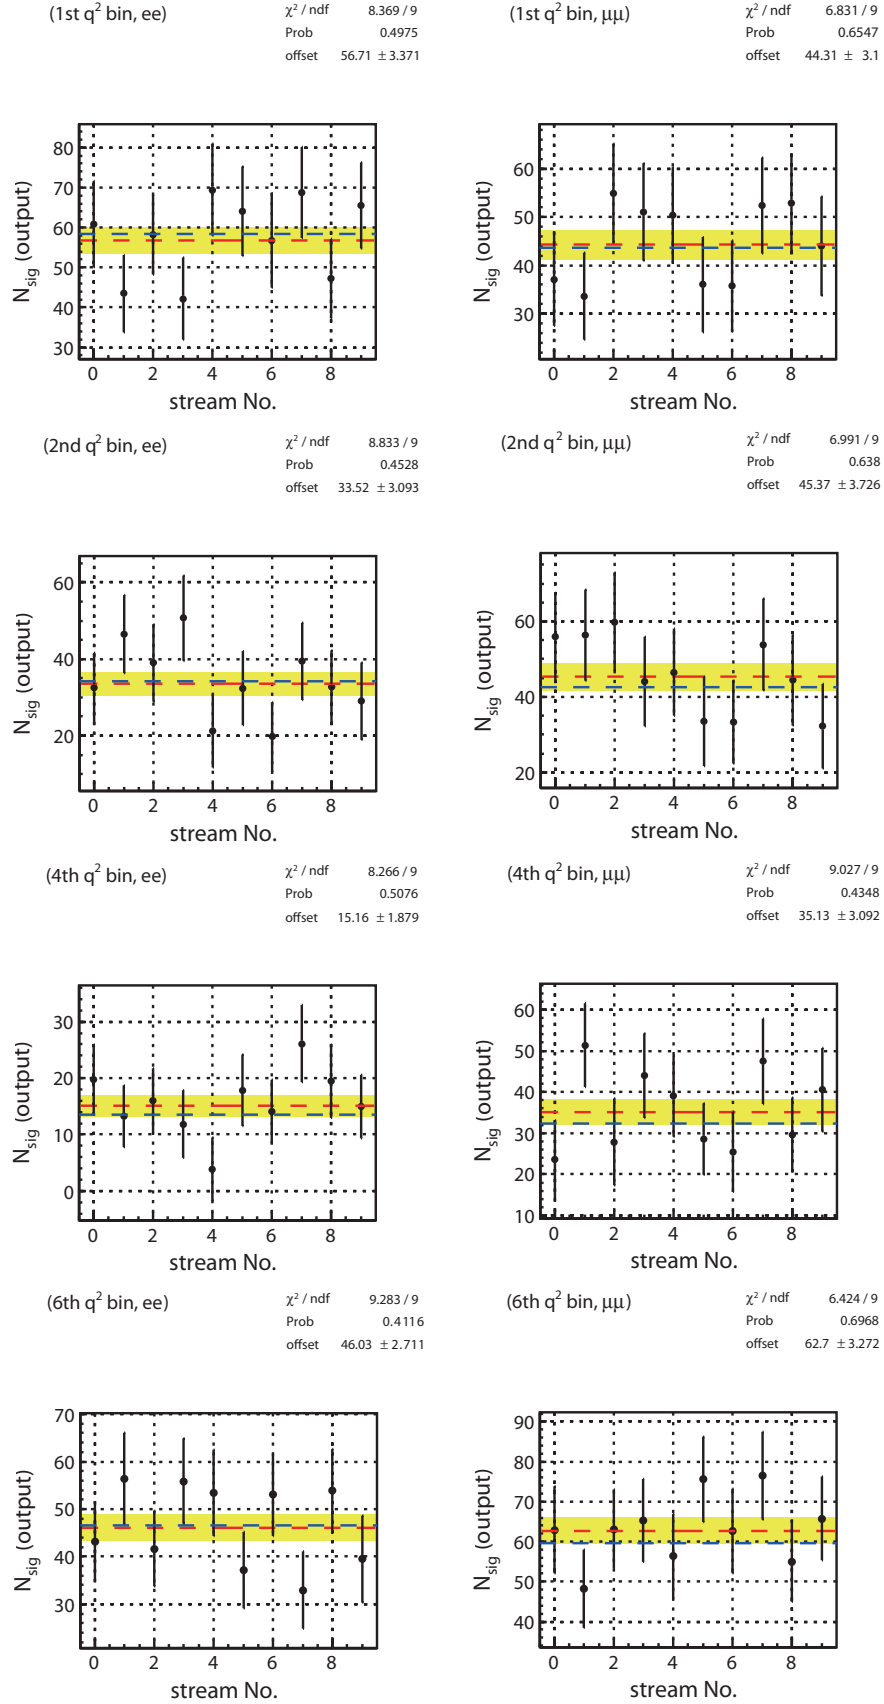 (1st q² bin, ee)
χ² / ndf 8.369 / 9
Prob 0.4975
offset 56.71 ± 3.371
80
70
60
50
40
30
N_sig (output)
0 2 4 6 8
stream No.
(1st q² bin, μμ)
χ² / ndf 6.831 / 9
Prob 0.6547
offset 44.31 ± 3.1
60
50
40
30
N_sig (output)
0 2 4 6 8
stream No.
(2nd q² bin, ee)
χ² / ndf 8.833 / 9
Prob 0.4528
offset 33.52 ± 3.093
60
40
20
N_sig (output)
0 2 4 6 8
stream No.
(2nd q² bin, μμ)
χ² / ndf 6.991 / 9
Prob 0.638
offset 45.37 ± 3.726
60
40
20
N_sig (output)
0 2 4 6 8
stream No.
(4th q² bin, ee)
χ² / ndf 8.266 / 9
Prob 0.5076
offset 15.16 ± 1.879
30
20
10
0
N_sig (output)
0 2 4 6 8
stream No.
(4th q² bin, μμ)
χ² / ndf 9.027 / 9
Prob 0.4348
offset 35.13 ± 3.092
60
50
40
30
20
10
N_sig (output)
0 2 4 6 8
stream No.
(6th q² bin, ee)
χ² / ndf 9.283 / 9
Prob 0.4116
offset 46.03 ± 2.711
70
60
50
40
30
N_sig (output)
0 2 4 6 8
stream No.
(6th q² bin, μμ)
χ² / ndf 6.424 / 9
Prob 0.6968
offset 62.7 ± 3.272
90
80
70
60
50
40
N_sig (output)
0 2 4 6 8
stream No.